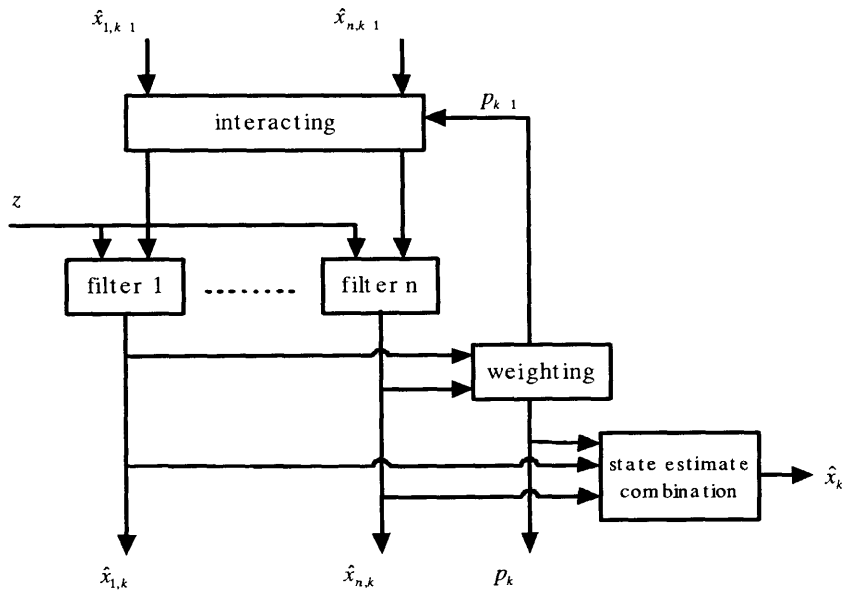 x̂1,k 1
x̂n,k 1
interacting
pk 1
z
filter 1
........
filter n
weighting
state estimate
combination
x̂k
x̂1,k
x̂n,k
pk